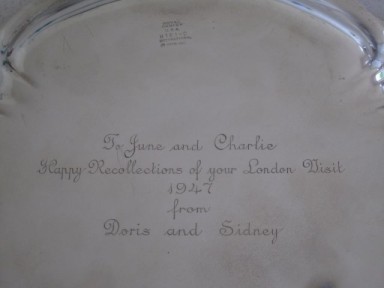 To June and Charlie
Happy Recollections of your London Visit
1947
from
Doris and Sidney